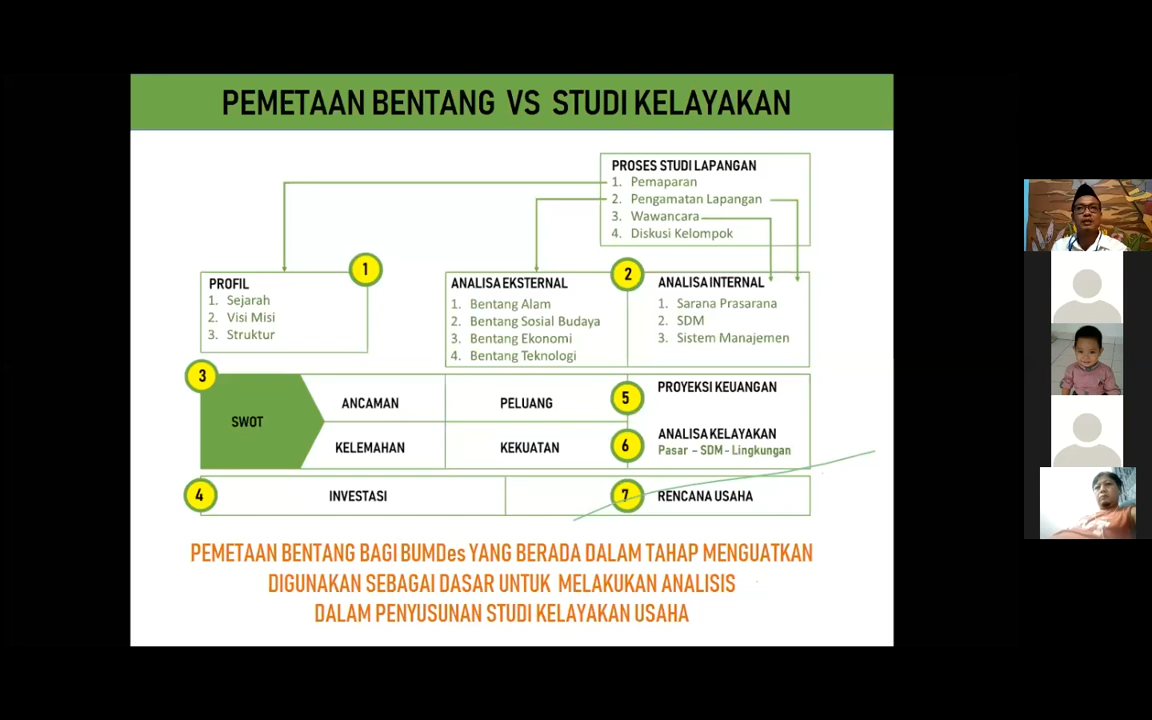 PEMETAAN BENTANG VS STUDI KELAYAKAN
PROSES STUDI LAPANGAN
1. Pemaparan
2. Pengamatan Lapangan
3. Wawancara
4. Diskusi Kelompok
1
PROFIL
1. Sejarah
2. Visi Misi
3. Struktur
ANALISA EKSTERNAL
1. Bentang Alam
2. Bentang Sosial Budaya
3. Bentang Ekonomi
4. Bentang Teknologi
2
ANALISA INTERNAL
1. Sarana Prasarana
2. SDM
3. Sistem Manajemen
3
SWOT
ANCAMAN
PELUANG
KELEMAHAN
KEKUATAN
5
PROYEKSI KEUANGAN
6
ANALISA KELAYAKAN
Pasar – SDM - Lingkungan
4
INVESTASI
7
RENCANA USAHA
PEMETAAN BENTANG BAGI BUMDes YANG BERADA DALAM TAHAP MENGUATKAN
DIGUNAKAN SEBAGAI DASAR UNTUK MELAKUKAN ANALISIS
DALAM PENYUSUNAN STUDI KELAYAKAN USAHA